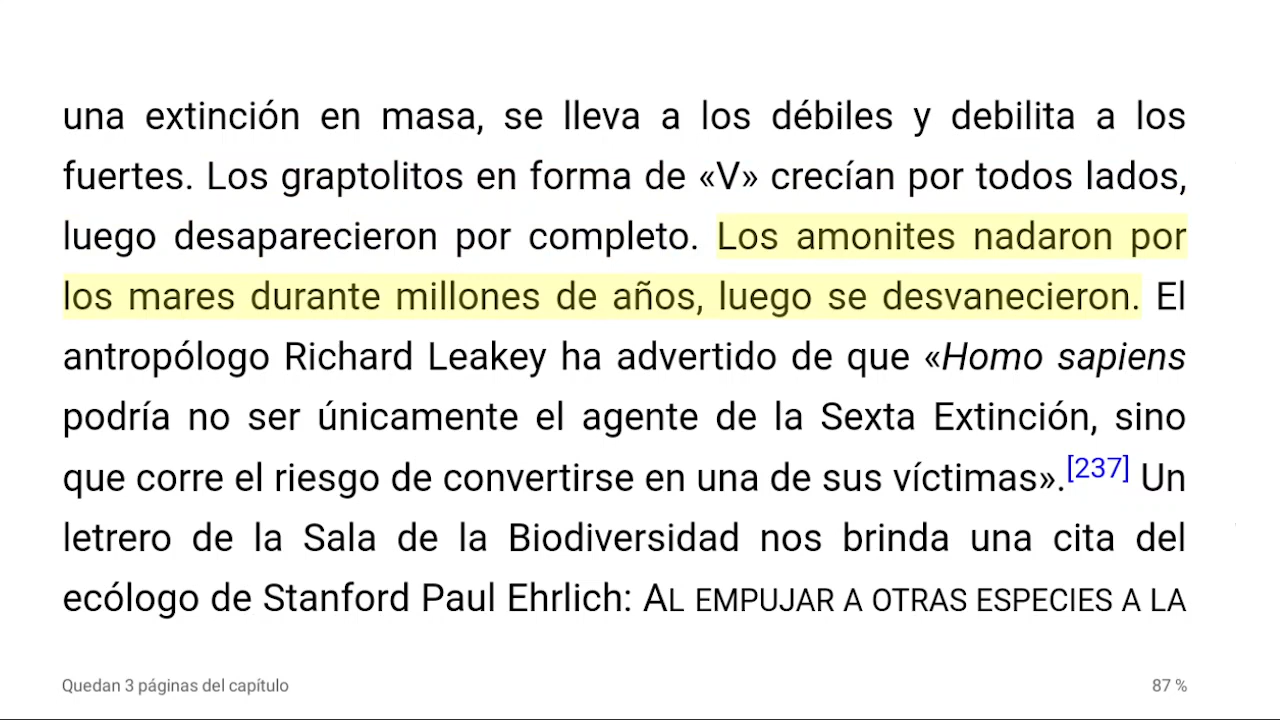 una extinción en masa, se lleva a los débiles y debilita a los
fuertes. Los graptolitos en forma de «V» crecían por todos lados,
luego desaparecieron por completo. Los amonites nadaron por
los mares durante millones de años, luego se desvanecieron. El
antropólogo Richard Leakey ha advertido de que «Homo sapiens
podría no ser únicamente el agente de la Sexta Extinción, sino
que corre el riesgo de convertirse en una de sus víctimas».[237] Un
letrero de la Sala de la Biodiversidad nos brinda una cita del
ecólogo de Stanford Paul Ehrlich: AL EMPUJAR A OTRAS ESPECIES A LA
Quedan 3 páginas del capítulo
87 %